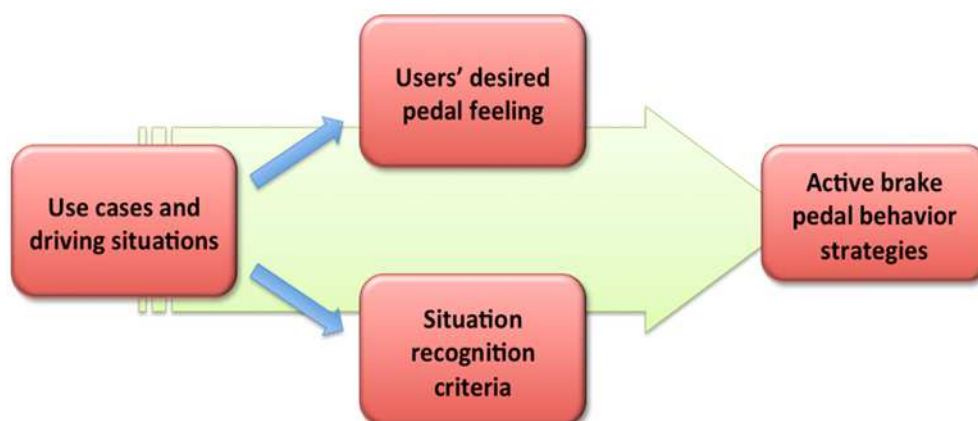 Use cases and
driving situations
Users’ desired
pedal feeling
Situation
recognition
criteria
Active brake
pedal behavior
strategies